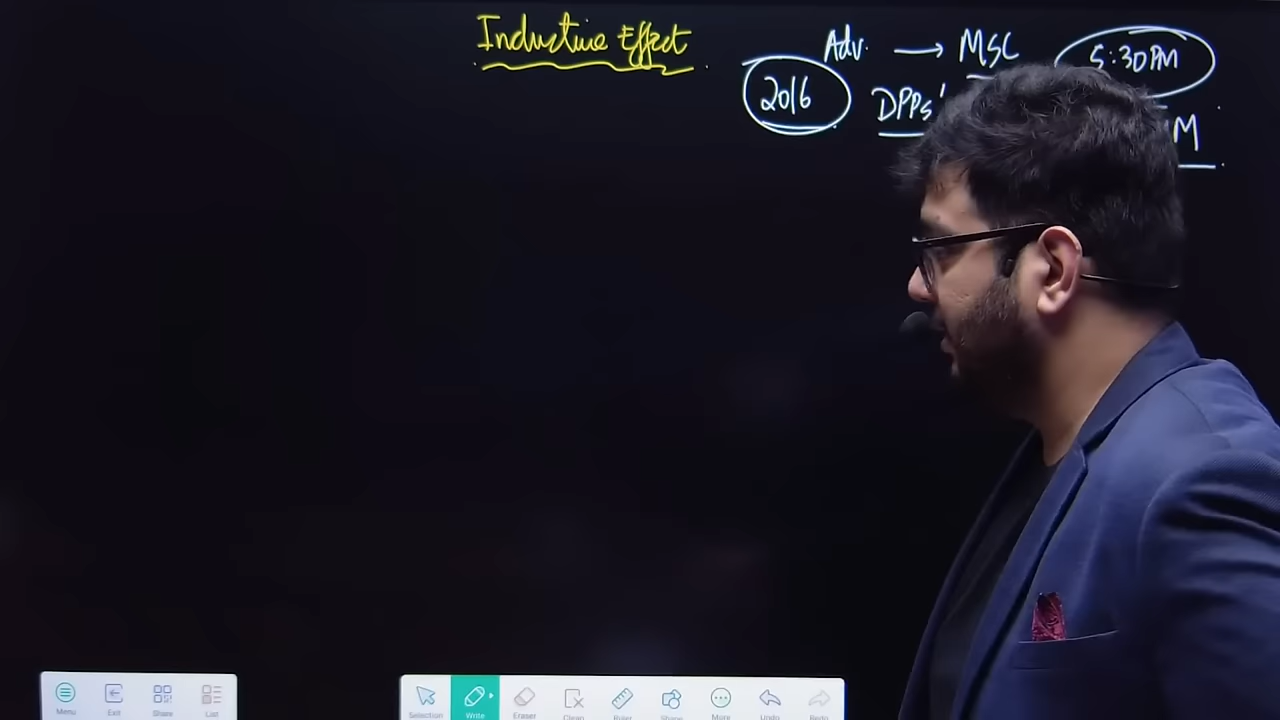 Inductive Effect
Adv. → MSC 5:30PM
2016 DPPs'
M
Menu Exit Share List
Selection Write Eraser Clean Ruler Shape More Undo Redo